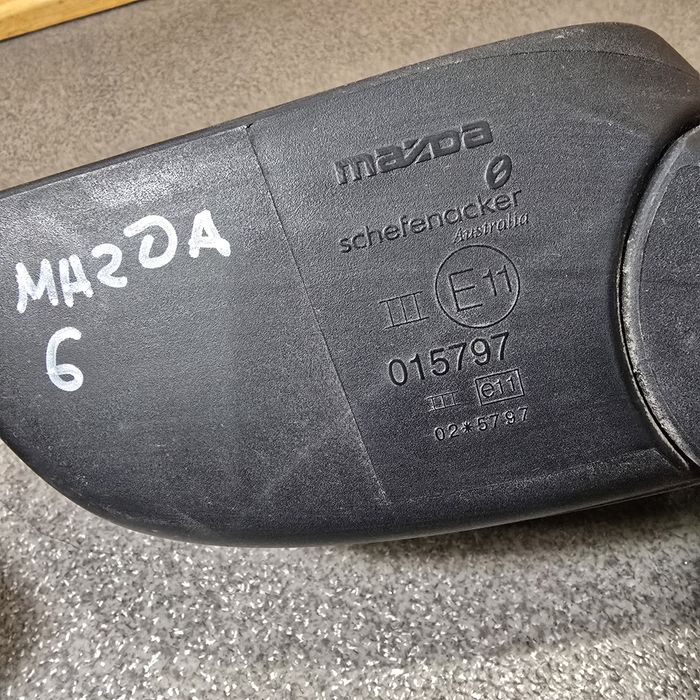 MAZDA
6
mazda
schefenacker
Australia
III E11
015797
III e11
02*5797